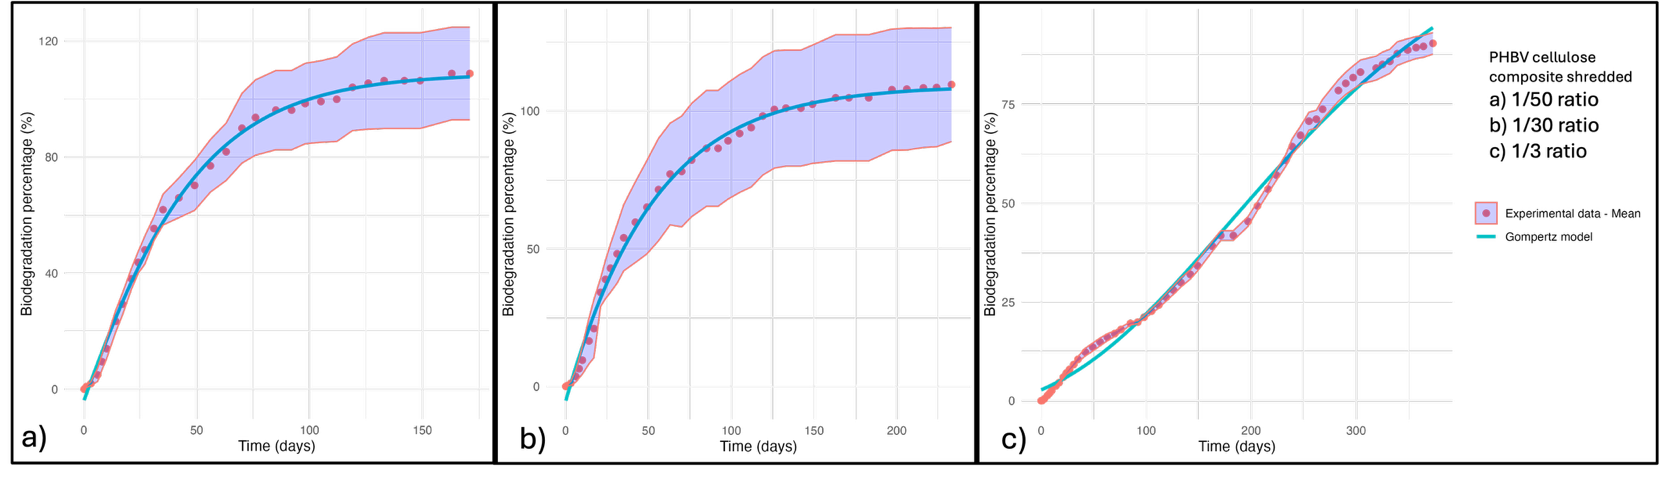 120
80
40
0
Biodegradation percentage (%)
0 50 100 150
Time (days)
a)
100
50
0
Biodegradation percentage (%)
0 50 100 150 200
Time (days)
b)
75
50
25
0
Biodegradation percentage (%)
0 100 200 300
Time (days)
c)
PHBV cellulose
composite shredded
a) 1/50 ratio
b) 1/30 ratio
c) 1/3 ratio
Experimental data - Mean
Gompertz model